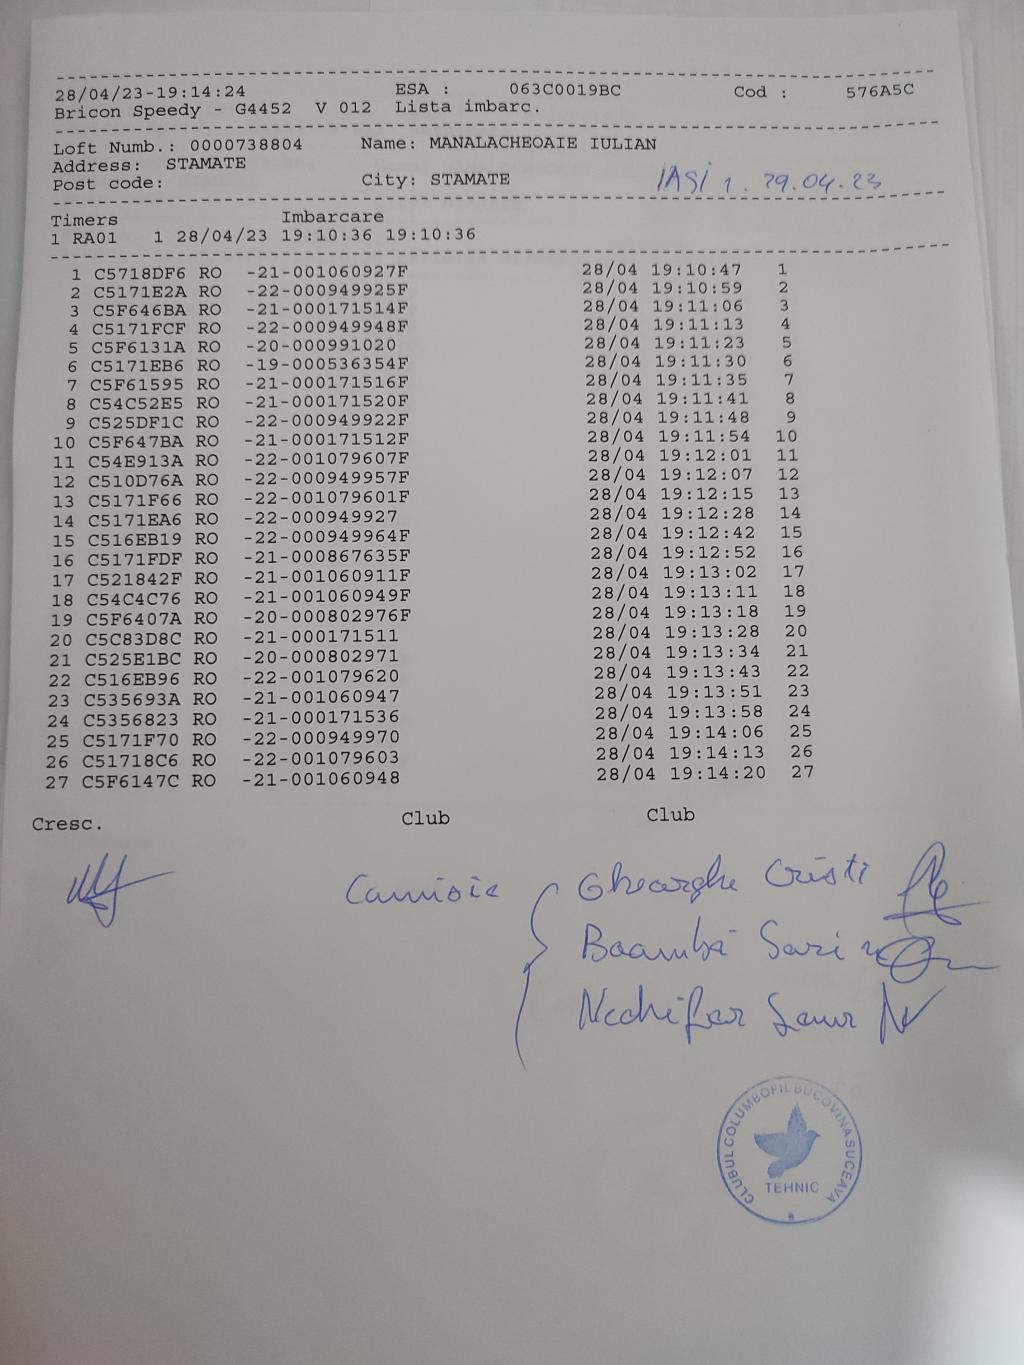 28/04/23-19:14:24 ESA : 063C0019BC Cod : 576A5C
Bricon Speedy - G4452 V 012 Lista imbarc.
Loft Numb.: 0000738804 Name: MANALACHEOAIE IULIAN
Address: STAMATE
Post code: City: STAMATE IASI 1. 29.04.23
Timers Imbarcare
1 RA01 1 28/04/23 19:10:36 19:10:36
1 C5718DF6 RO -21-001060927F 28/04 19:10:47 1
2 C5171E2A RO -22-000949925F 28/04 19:10:59 2
3 C5F646BA RO -21-000171514F 28/04 19:11:06 3
4 C5171FCF RO -22-000949948F 28/04 19:11:13 4
5 C5F6131A RO -20-000991020 28/04 19:11:23 5
6 C5171EB6 RO -19-000536354F 28/04 19:11:30 6
7 C5F61595 RO -21-000171516F 28/04 19:11:35 7
8 C54C52E5 RO -21-000171520F 28/04 19:11:41 8
9 C525DF1C RO -22-000949922F 28/04 19:11:48 9
10 C5F647BA RO -21-000171512F 28/04 19:11:54 10
11 C54E913A RO -22-001079607F 28/04 19:12:01 11
12 C510D76A RO -22-000949957F 28/04 19:12:07 12
13 C5171F66 RO -22-001079601F 28/04 19:12:15 13
14 C5171EA6 RO -22-000949927 28/04 19:12:28 14
15 C516EB19 RO -22-000949964F 28/04 19:12:42 15
16 C5171FDF RO -21-000867635F 28/04 19:12:52 16
17 C521842F RO -21-001060911F 28/04 19:13:02 17
18 C54C4C76 RO -21-001060949F 28/04 19:13:11 18
19 C5F6407A RO -20-000802976F 28/04 19:13:18 19
20 C5C83D8C RO -21-000171511 28/04 19:13:28 20
21 C525E1BC RO -20-000802971 28/04 19:13:34 21
22 C516EB96 RO -22-001079620 28/04 19:13:43 22
23 C535693A RO -21-001060947 28/04 19:13:51 23
24 C5356823 RO -21-000171536 28/04 19:13:58 24
25 C5171F70 RO -22-000949970 28/04 19:14:06 25
26 C51718C6 RO -22-001079603 28/04 19:14:13 26
27 C5F6147C RO -21-001060948 28/04 19:14:20 27
Cresc. Club Club
Comisia Gheorghe Cristi
Boambă Sorin
Nechifor
CLUBUL COLUMBOFIL BUCOVINA SUCEAVA
TEHNIC